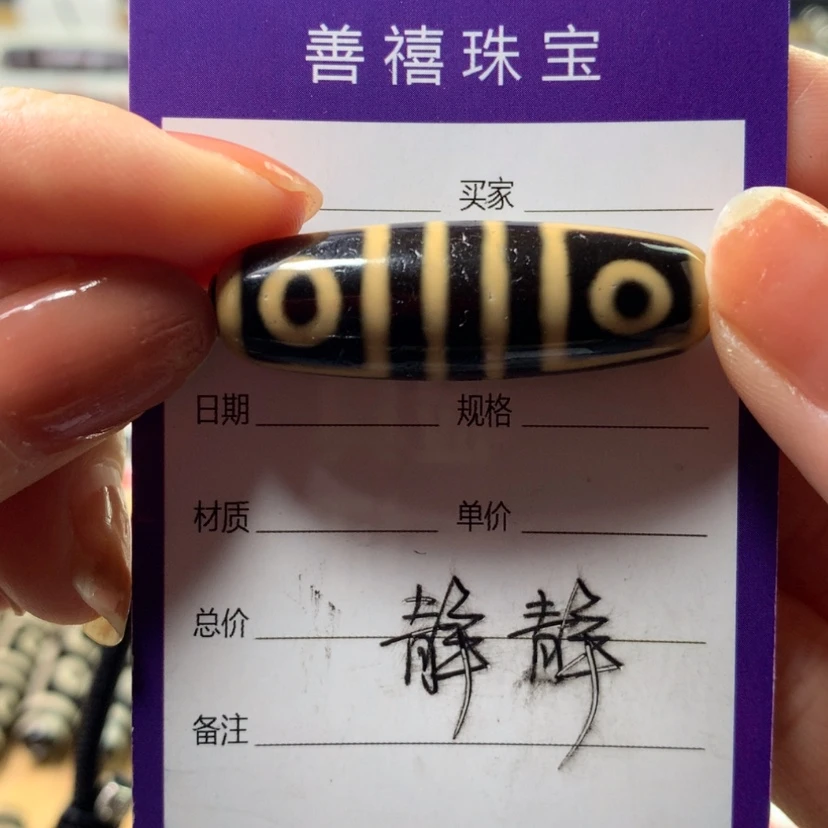 善禧珠宝
买家
日期 规格
材质 单价
总价
静静
备注